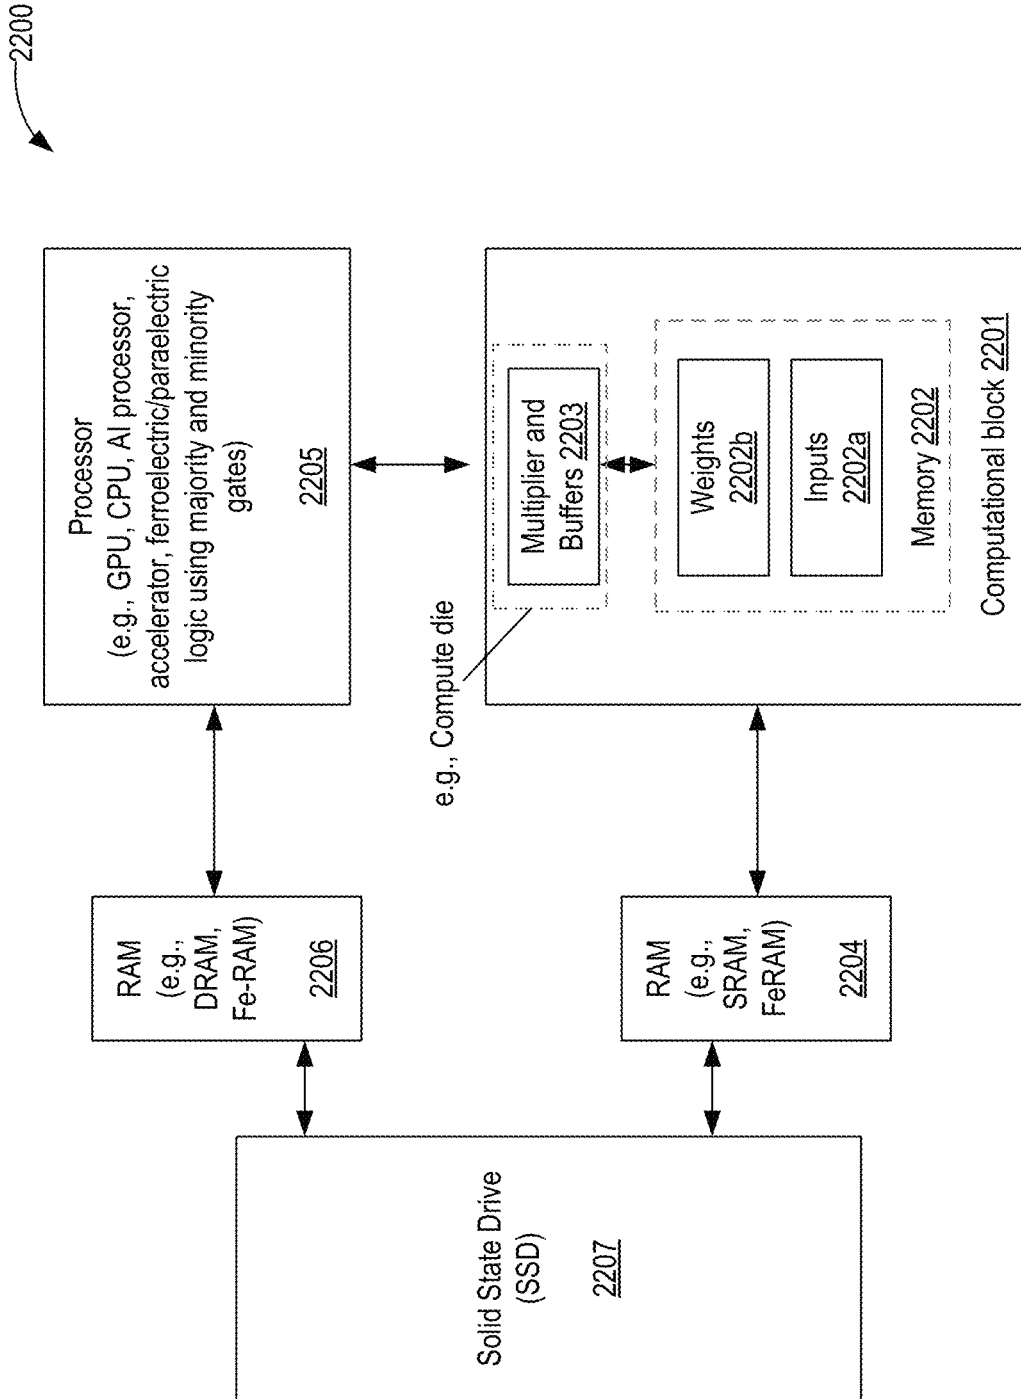 2200
Processor
(e.g., GPU, CPU, AI processor,
accelerator, ferroelectric/paraelectric
logic using majority and minority
gates)
2205
RAM
(e.g.,
DRAM,
Fe-RAM)
2206
e.g., Compute die
Multiplier and
Buffers 2203
Weights
2202b
Inputs
2202a
Memory 2202
Computational block 2201
RAM
(e.g.,
SRAM,
FeRAM)
2204
Solid State Drive
(SSD)
2207